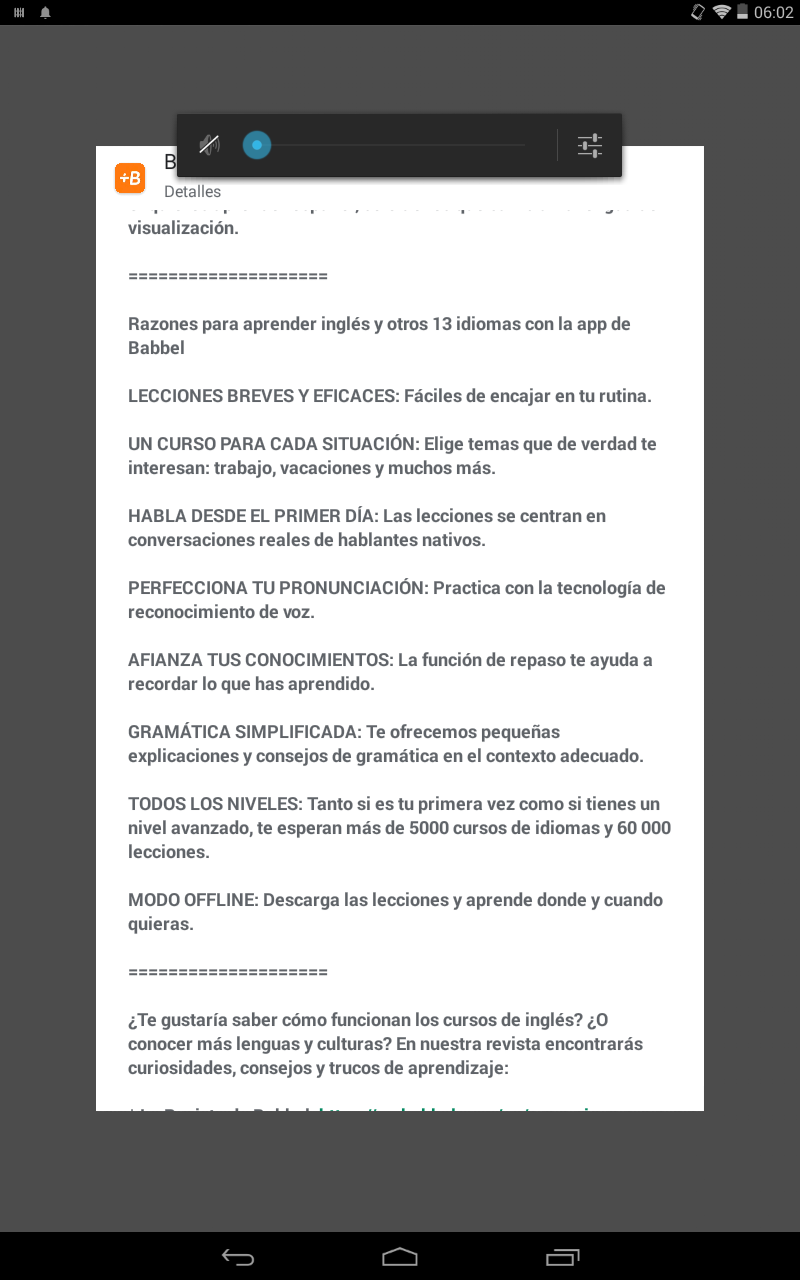 06:02
+B
B
Detalles
visualización.
====================
Razones para aprender inglés y otros 13 idiomas con la app de
Babbel
LECCIONES BREVES Y EFICACES: Fáciles de encajar en tu rutina.
UN CURSO PARA CADA SITUACIÓN: Elige temas que de verdad te
interesan: trabajo, vacaciones y muchos más.
HABLA DESDE EL PRIMER DÍA: Las lecciones se centran en
conversaciones reales de hablantes nativos.
PERFECCIONA TU PRONUNCIACIÓN: Practica con la tecnología de
reconocimiento de voz.
AFIANZA TUS CONOCIMIENTOS: La función de repaso te ayuda a
recordar lo que has aprendido.
GRAMÁTICA SIMPLIFICADA: Te ofrecemos pequeñas
explicaciones y consejos de gramática en el contexto adecuado.
TODOS LOS NIVELES: Tanto si es tu primera vez como si tienes un
nivel avanzado, te esperan más de 5000 cursos de idiomas y 60 000
lecciones.
MODO OFFLINE: Descarga las lecciones y aprende donde y cuando
quieras.
====================
¿Te gustaría saber cómo funcionan los cursos de inglés? ¿O
conocer más lenguas y culturas? En nuestra revista encontrarás
curiosidades, consejos y trucos de aprendizaje: